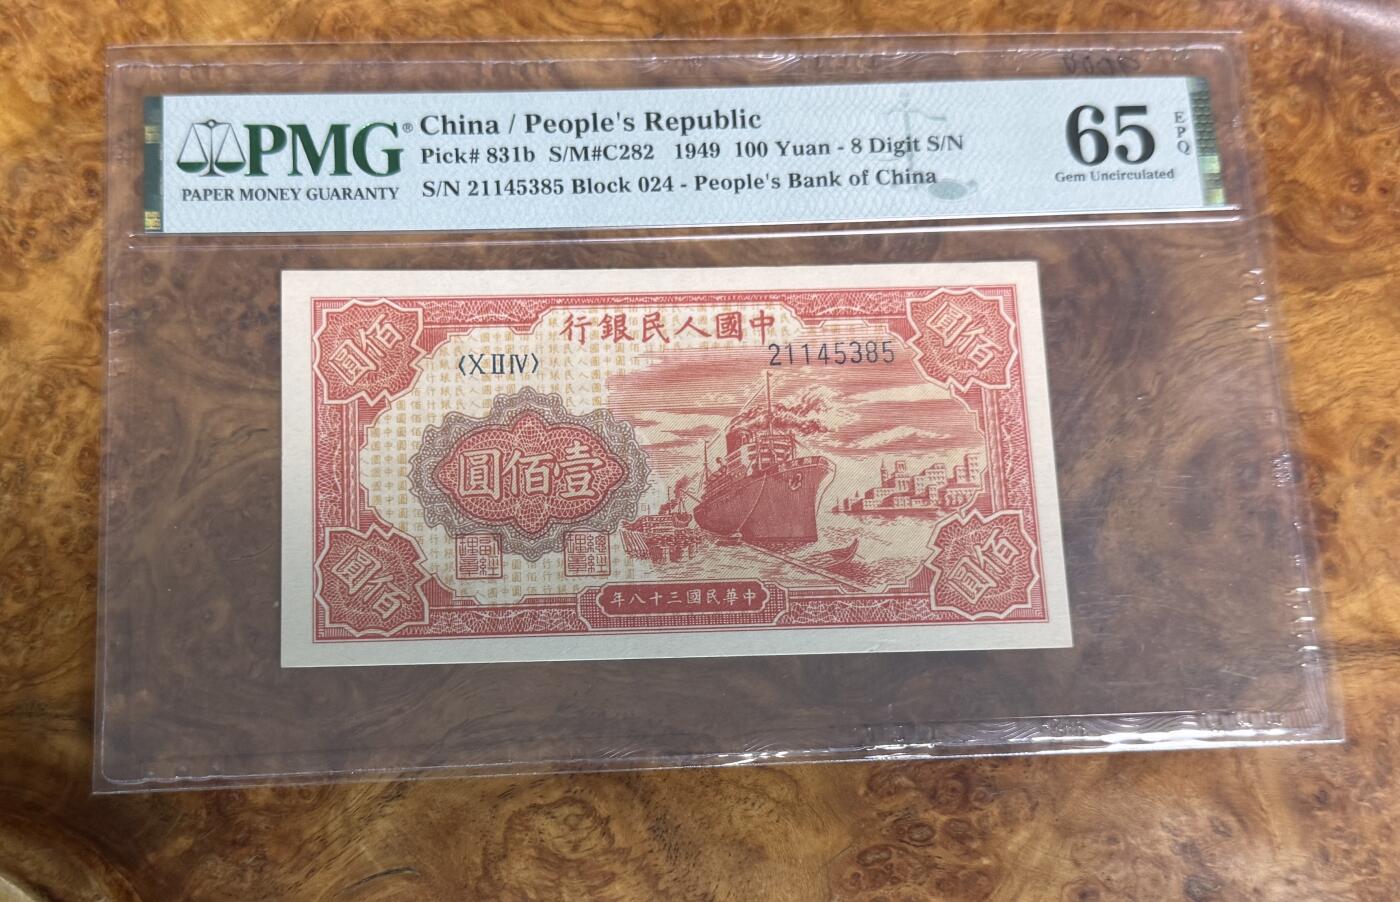 PMG®
PAPER MONEY GUARANTY
China / People's Republic
Pick# 831b S/M#C282 1949 100 Yuan - 8 Digit S/N
S/N 21145385 Block 024 - People's Bank of China
65
EPQ
Gem Uncirculated
行銀民人國中
〈X II IV〉
21145385
圓佰
圓佰
圓佰壹
圓佰
圓佰
年八十三國民華中